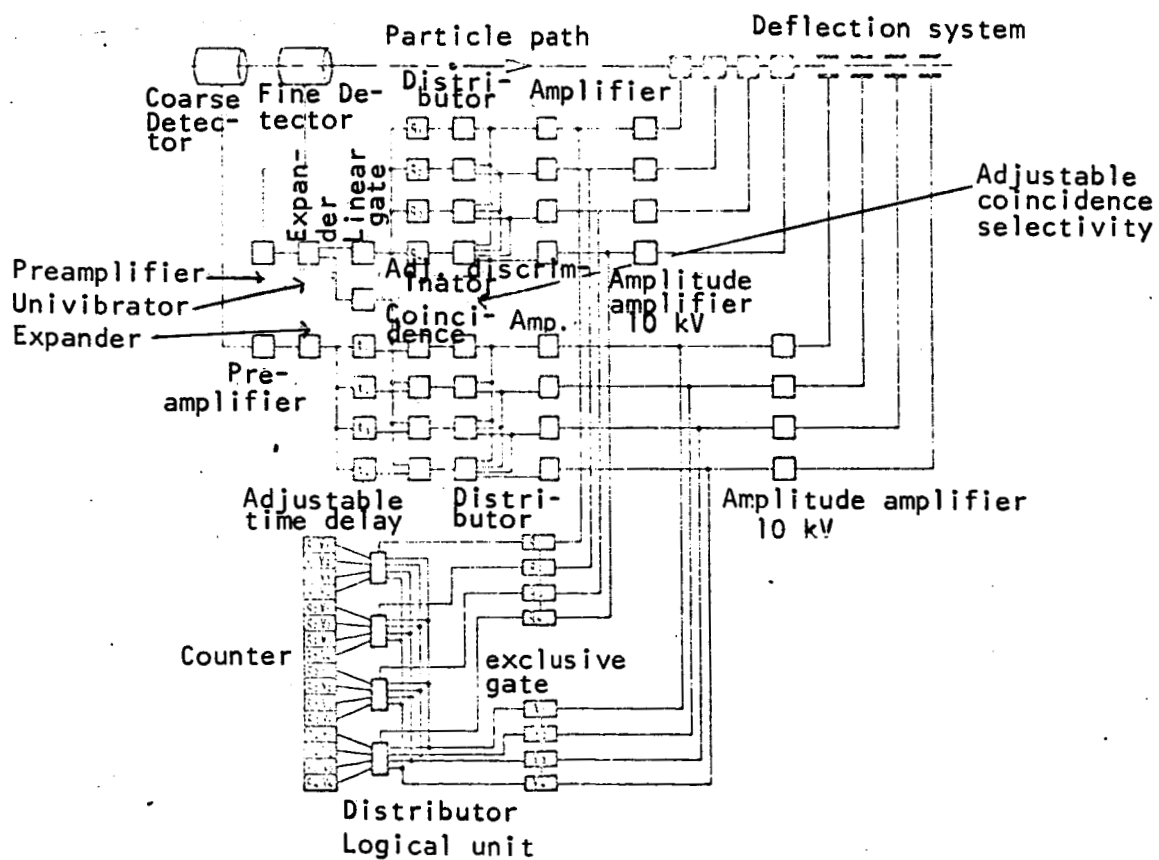 Deflection system
Particle path
Coarse
Detec-
tor
Fine De-
tector
Distri-
butor
Amplifier
Expan-
der
Linear
gate
Adjustable
coincidence
selectivity
Preamplifier
Univibrator
Expander
Adj. discrim-
inator
Coinci-
dence
Amp.
Amplitude
amplifier
10 kV
Pre-
amplifier
Adjustable
time delay
Distri-
butor
Amplitude amplifier
10 kV
Counter
exclusive
gate
Distributor
Logical unit